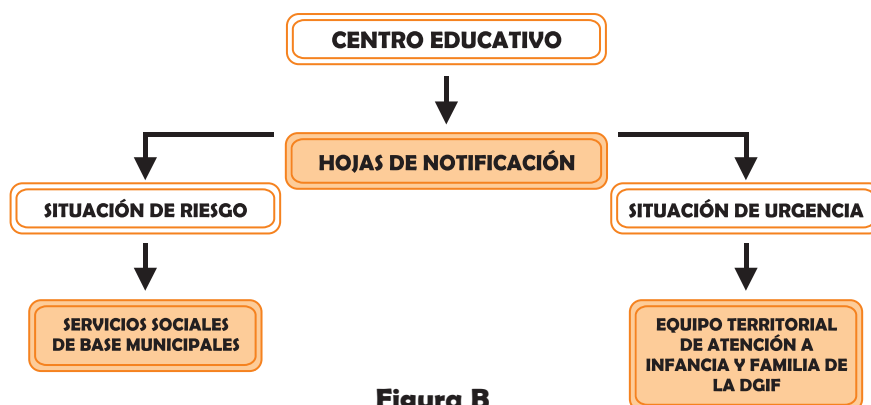 CENTRO EDUCATIVO
HOJAS DE NOTIFICACIÓN
SITUACIÓN DE RIESGO
SITUACIÓN DE URGENCIA
SERVICIOS SOCIALES
DE BASE MUNICIPALES
EQUIPO TERRITORIAL
DE ATENCIÓN A
INFANCIA Y FAMILIA DE
LA DGIF
Figura B